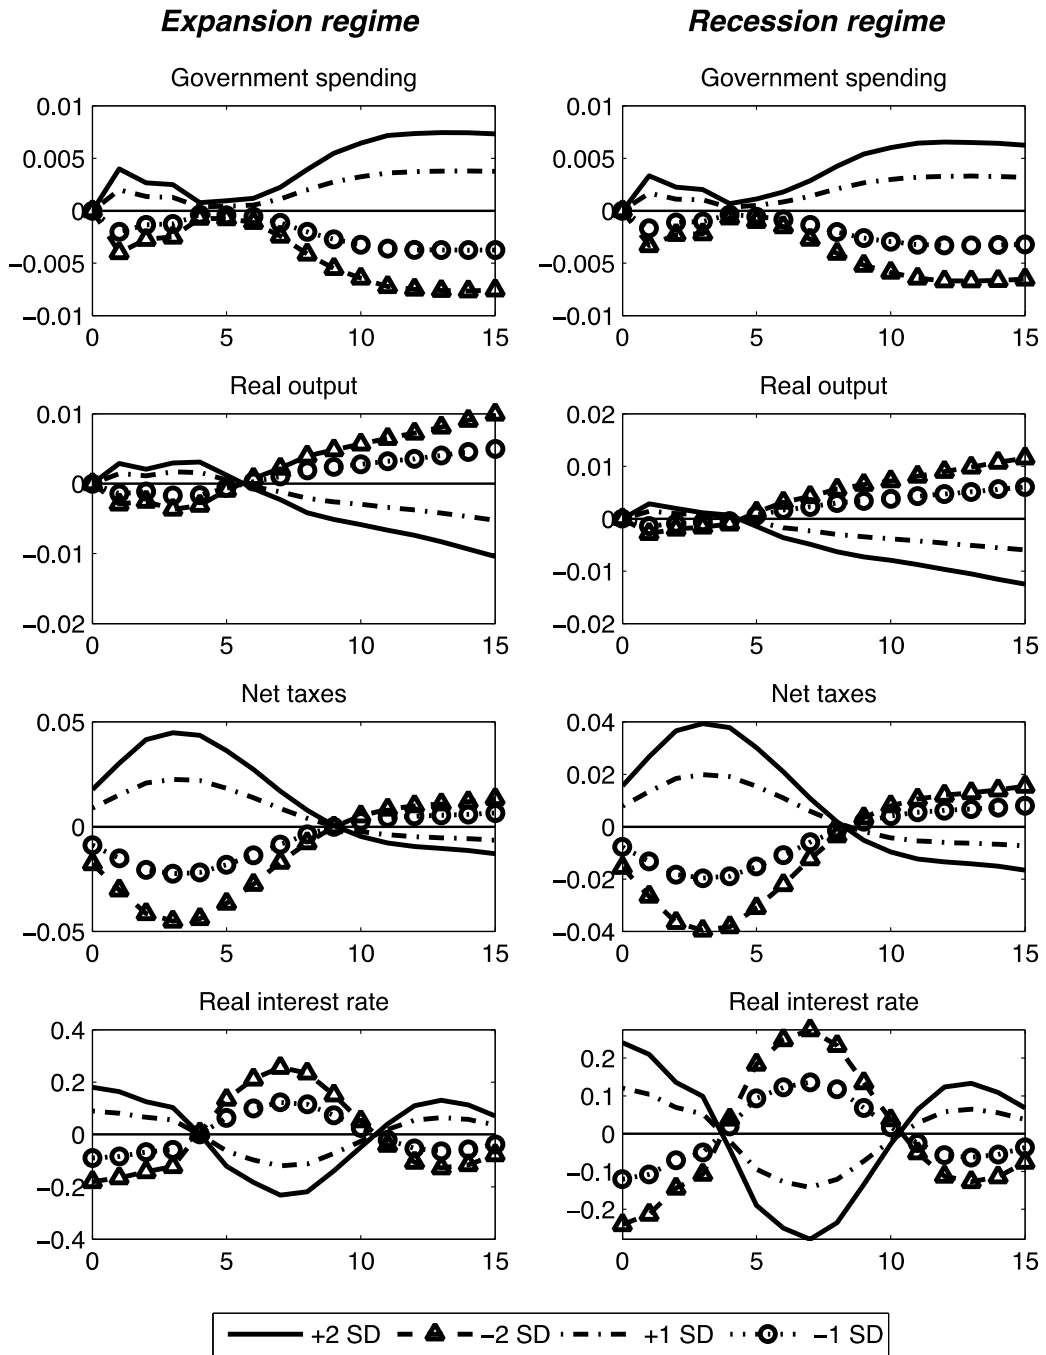 Expansion regime Recession regime
Government spending Government spending
0.01 0.01
0.005 0.005
0 0
−0.005 −0.005
−0.01 −0.01
0 5 10 15 0 5 10 15
Real output Real output
0.01 0.02
0 0.01
−0.01 0
−0.02 −0.01
−0.02
0 5 10 15 0 5 10 15
Net taxes Net taxes
0.05 0.04
0.02
0 0
−0.02
−0.05 −0.04
0 5 10 15 0 5 10 15
Real interest rate Real interest rate
0.4 0.2
0.2 0.1
0 0
−0.2 −0.1
−0.4 −0.2
0 5 10 15 0 5 10 15
+2 SD −2 SD +1 SD −1 SD